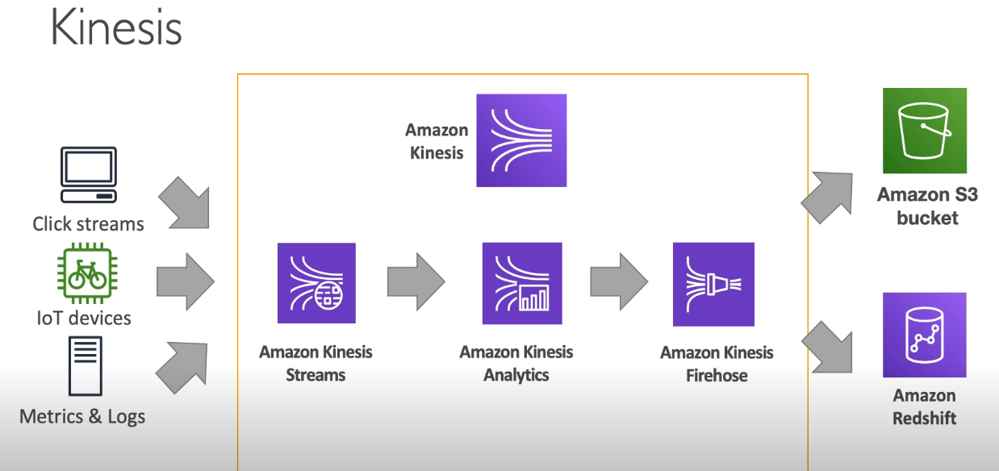 Kinesis
Amazon
Kinesis
Click streams
IoT devices
Metrics & Logs
Amazon Kinesis
Streams
Amazon Kinesis
Analytics
Amazon Kinesis
Firehose
Amazon S3
bucket
Amazon
Redshift